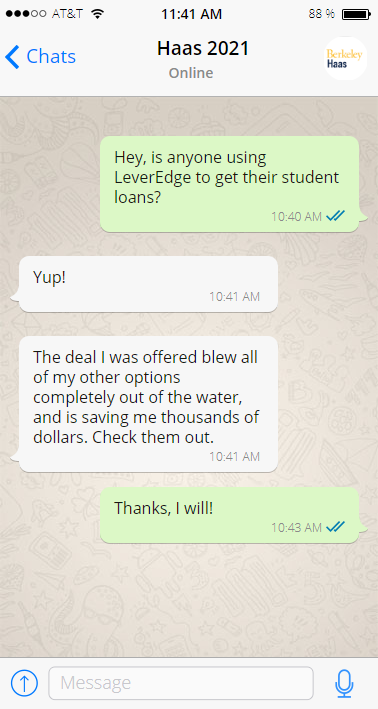 AT&T 11:41 AM 88 %
Chats Haas 2021
Online
Berkeley
Haas
Hey, is anyone using
LeverEdge to get their student
loans?
10:40 AM
Yup!
10:41 AM
The deal I was offered blew all
of my other options
completely out of the water,
and is saving me thousands of
dollars. Check them out.
10:41 AM
Thanks, I will!
10:43 AM
Message